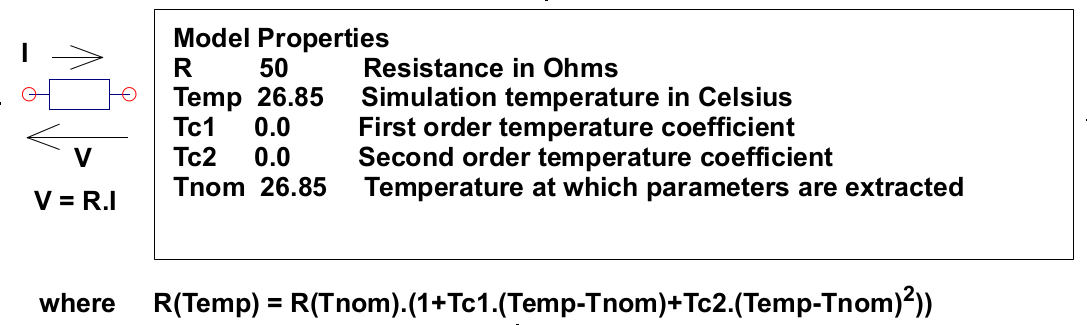 I
V
V = R.I
Model Properties
R 50 Resistance in Ohms
Temp 26.85 Simulation temperature in Celsius
Tc1 0.0 First order temperature coefficient
Tc2 0.0 Second order temperature coefficient
Tnom 26.85 Temperature at which parameters are extracted
where R(Temp) = R(Tnom).(1+Tc1.(Temp-Tnom)+Tc2.(Temp-Tnom)²))